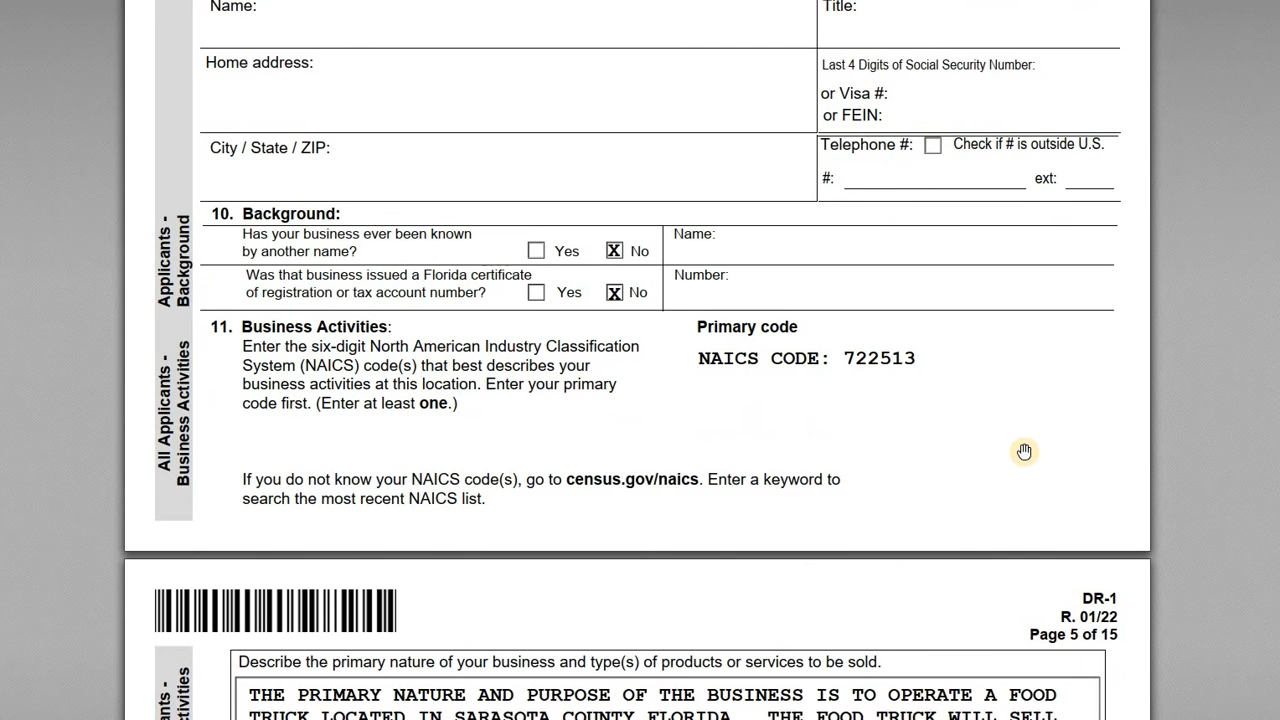 Name:
Title:
Home address:
Last 4 Digits of Social Security Number:
or Visa #:
or FEIN:
City / State / ZIP:
Telephone #:
Check if # is outside U.S.
#:
ext:
Applicants -
Background
10. Background:
Has your business ever been known
by another name?
Yes
X No
Name:
Was that business issued a Florida certificate
of registration or tax account number?
Yes
X No
Number:
All Applicants -
Business Activities
11. Business Activities:
Enter the six-digit North American Industry Classification
System (NAICS) code(s) that best describes your
business activities at this location. Enter your primary
code first. (Enter at least one.)
Primary code
NAICS CODE: 722513
If you do not know your NAICS code(s), go to census.gov/naics. Enter a keyword to
search the most recent NAICS list.
DR-1
R. 01/22
Page 5 of 15
Describe the primary nature of your business and type(s) of products or services to be sold.
THE PRIMARY NATURE AND PURPOSE OF THE BUSINESS IS TO OPERATE A FOOD
TRUCK LOCATED IN SARASOTA COUNTY FLORIDA. THE FOOD TRUCK WILL SELL